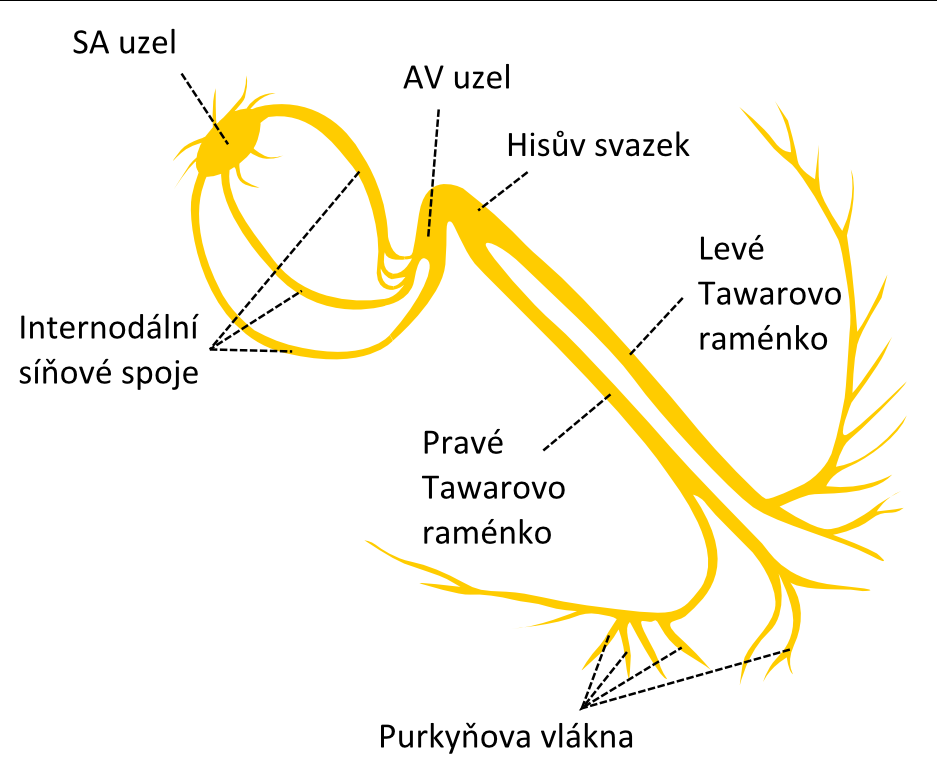 SA uzel
AV uzel
Hisův svazek
Levé
Tawarovo
raménko
Internodální
síňové spoje
Pravé
Tawarovo
raménko
Purkyňova vlákna